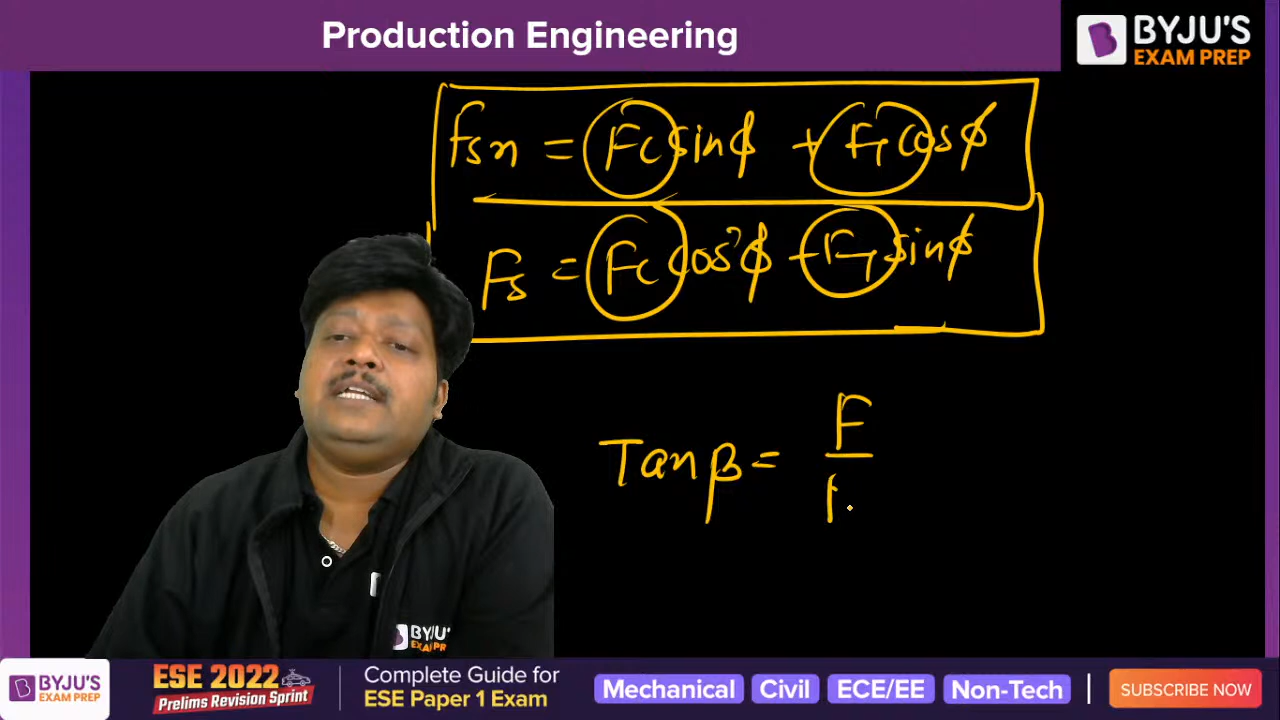 Production Engineering
BYJU'S
EXAM PREP
Fsn = Fc sinϕ + FT cosϕ
Fs = Fc cosϕ - FT sinϕ
Tan β = F
BYJU'S
EXAM PREP
BYJU'S
EXAM PREP
ESE 2022
Prelims Revision Sprint
Complete Guide for
ESE Paper 1 Exam
Mechanical Civil ECE/EE Non-Tech
SUBSCRIBE NOW